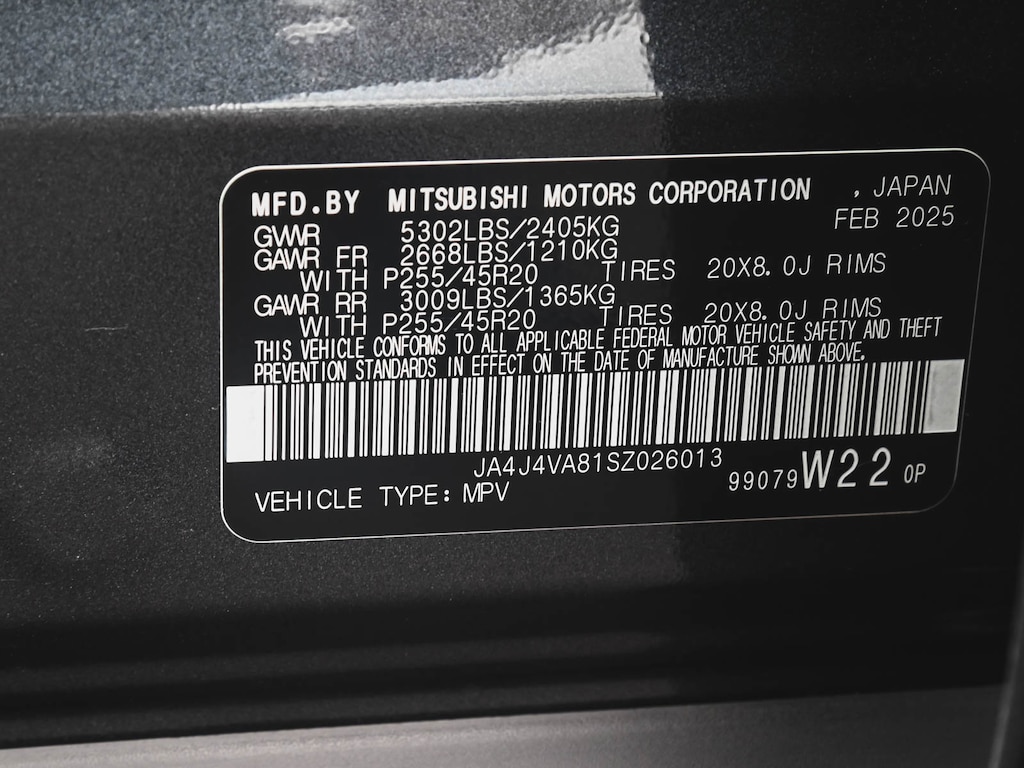 MFD.BY MITSUBISHI MOTORS CORPORATION , JAPAN
FEB 2025
GVWR 5302LBS/2405KG
GAWR FR 2668LBS/1210KG
WITH P255/45R20 TIRES 20X8.0J RIMS
GAWR RR 3009LBS/1365KG
WITH P255/45R20 TIRES 20X8.0J RIMS
THIS VEHICLE CONFORMS TO ALL APPLICABLE FEDERAL MOTOR VEHICLE SAFETY AND THEFT
PREVENTION STANDARDS IN EFFECT ON THE DATE OF MANUFACTURE SHOWN ABOVE.
JA4J4VA81SZ026013
VEHICLE TYPE: MPV 99079 W22 0P